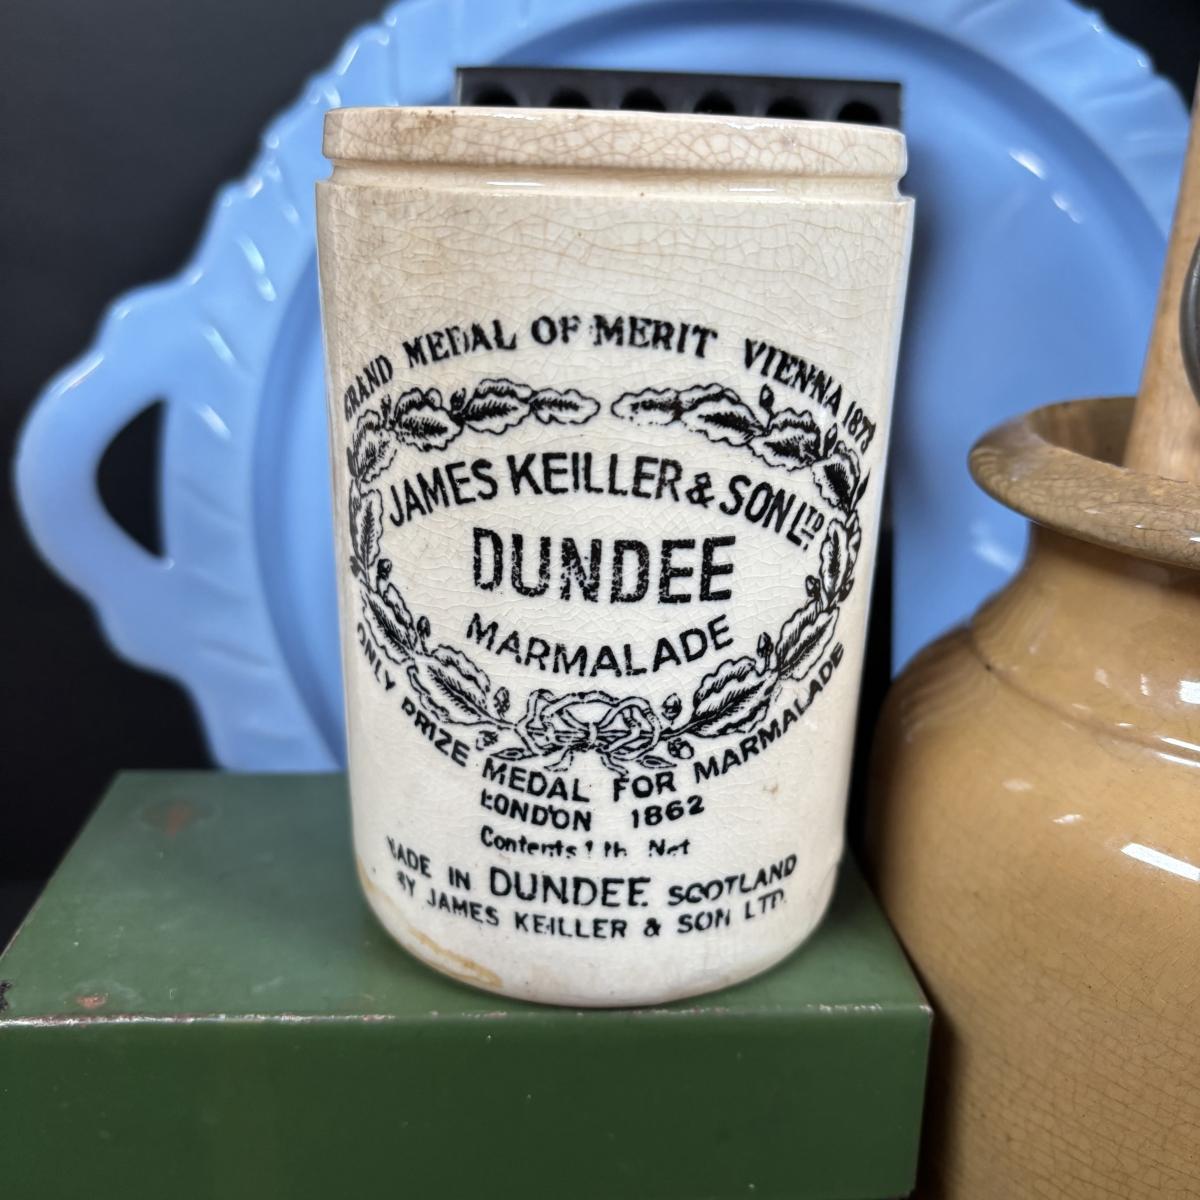 GRAND MEDAL OF MERIT VIENNA 1873
JAMES KEILLER & SON LTD
DUNDEE
MARMALADE
ONLY PRIZE MEDAL FOR MARMALADE
LONDON 1862
Contents 1 lb. Net
MADE IN DUNDEE SCOTLAND
BY JAMES KEILLER & SON LTD.